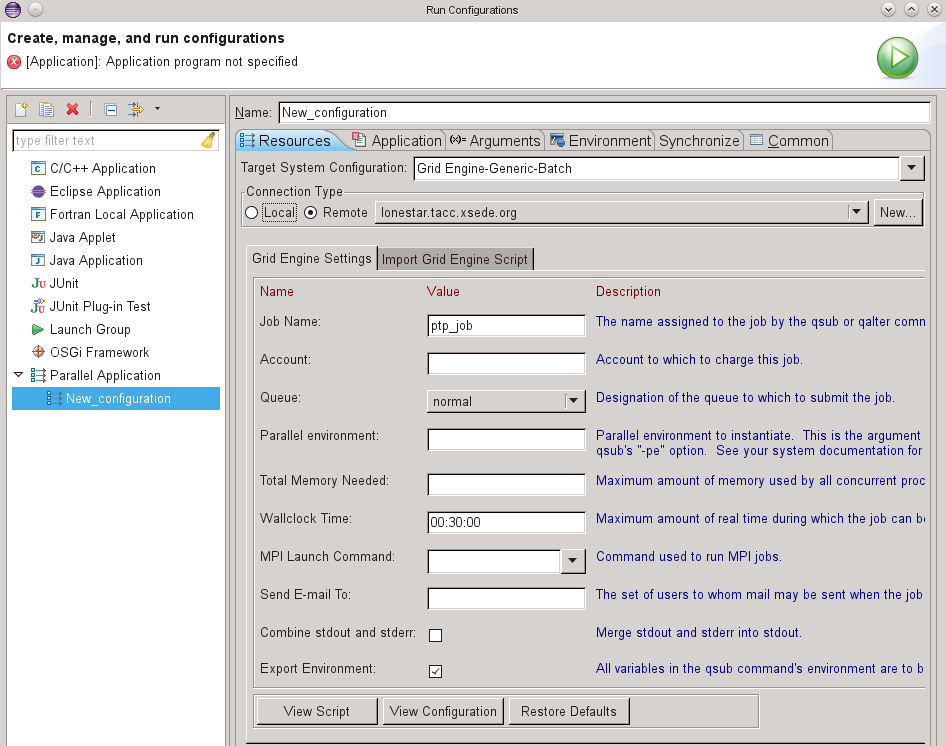 Run Configurations
Create, manage, and run configurations
[Application]: Application program not specified
type filter text
C/C++ Application
Eclipse Application
Fortran Local Application
Java Applet
Java Application
JUnit
JUnit Plug-in Test
Launch Group
OSGi Framework
Parallel Application
New_configuration
Name: New_configuration
Resources Application Arguments Environment Synchronize Common
Target System Configuration: Grid Engine-Generic-Batch
Connection Type
Local Remote lonestar.tacc.xsede.org New...
Grid Engine Settings Import Grid Engine Script
Name Value Description
Job Name: ptp_job The name assigned to the job by the qsub or qalter comm
Account: Account to which to charge this job.
Queue: normal Designation of the queue to which to submit the job.
Parallel environment: Parallel environment to instantiate. This is the argument
qsub's "-pe" option. See your system documentation for
Total Memory Needed: Maximum amount of memory used by all concurrent proc
Wallclock Time: 00:30:00 Maximum amount of real time during which the job can be
MPI Launch Command: Command used to run MPI jobs.
Send E-mail To: The set of users to whom mail may be sent when the job
Combine stdout and stderr: Merge stdout and stderr into stdout.
Export Environment: All variables in the qsub command's environment are to b
View Script View Configuration Restore Defaults